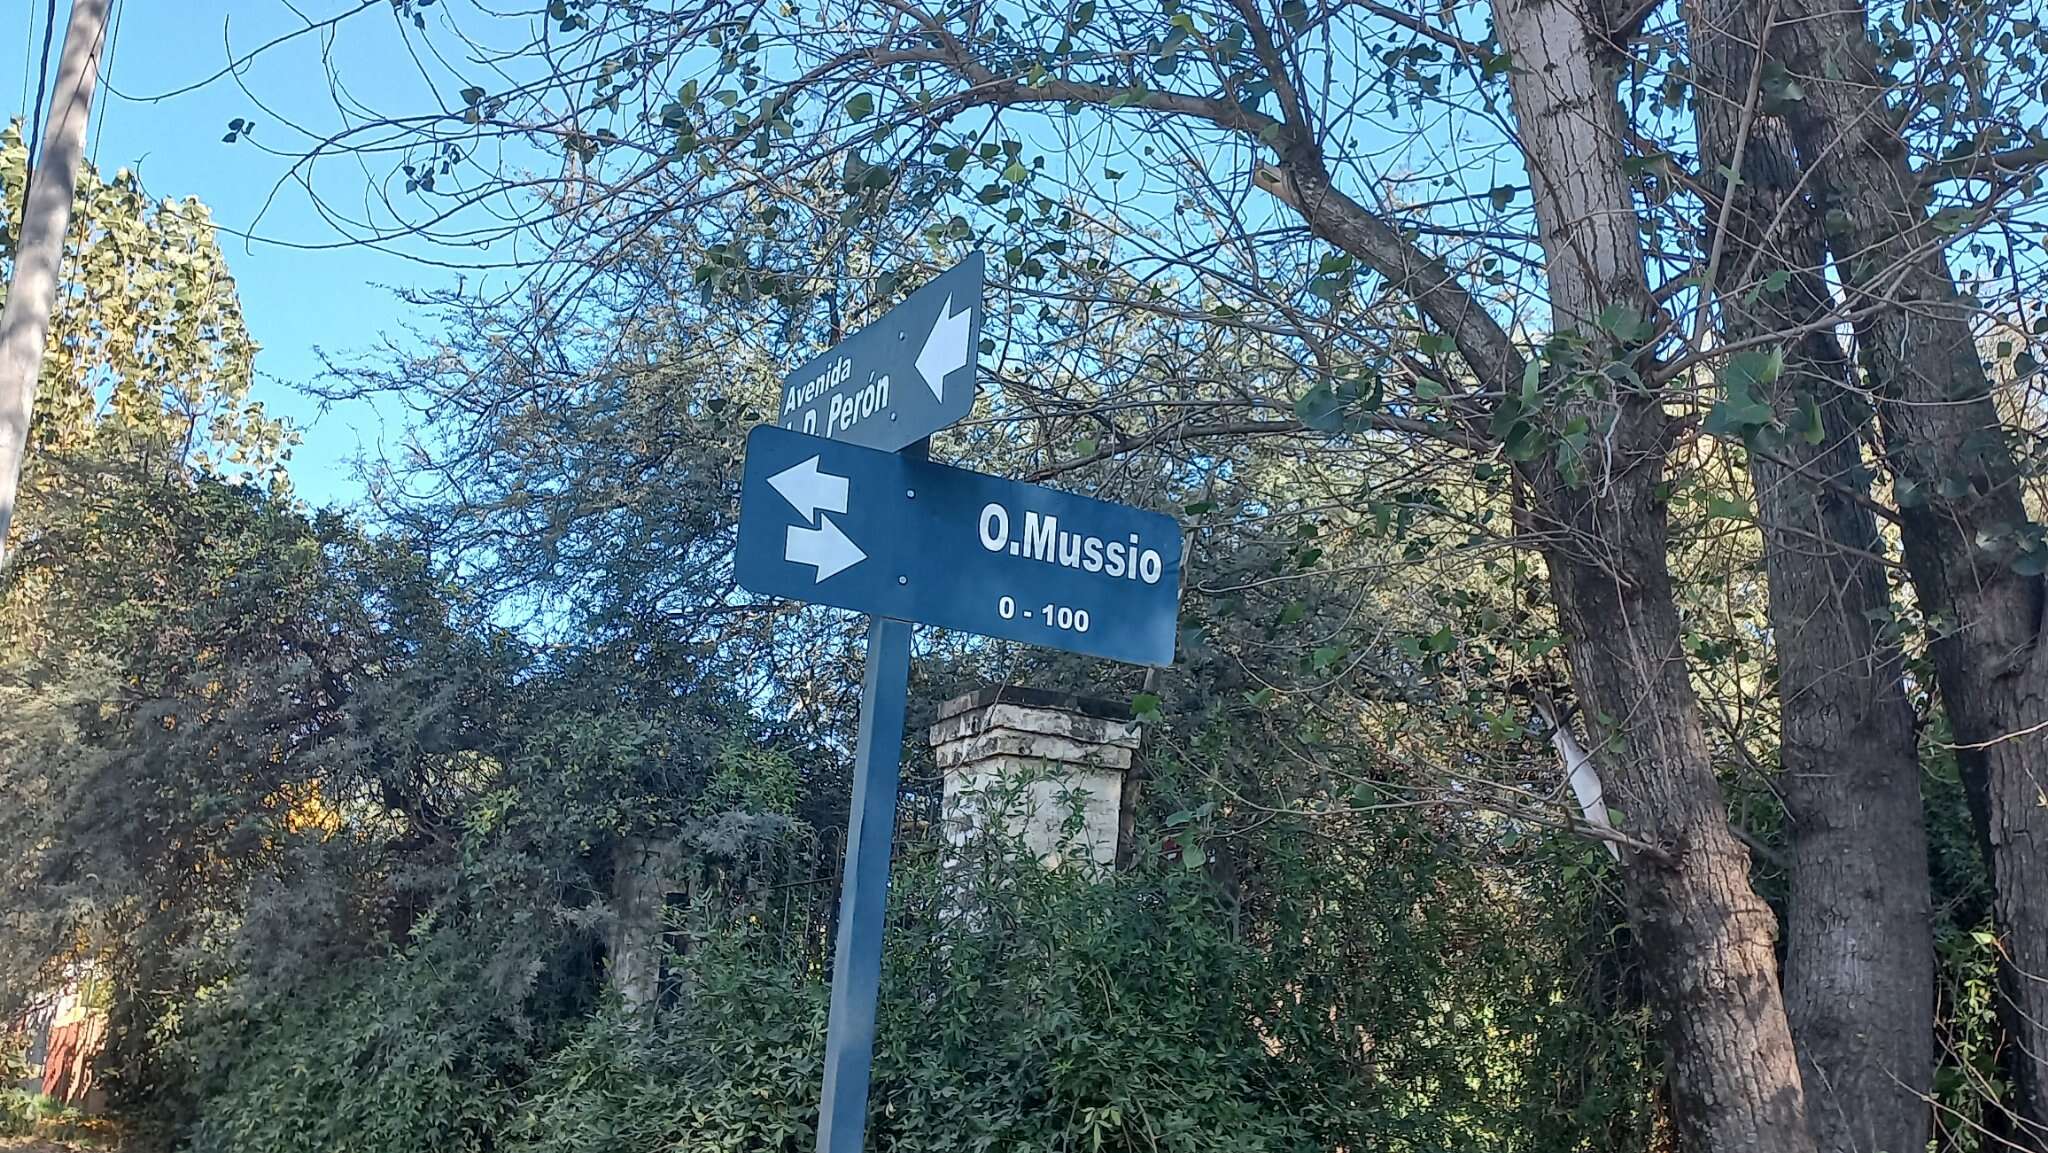 Avenida
J.D. Perón
O.Mussio
0 - 100